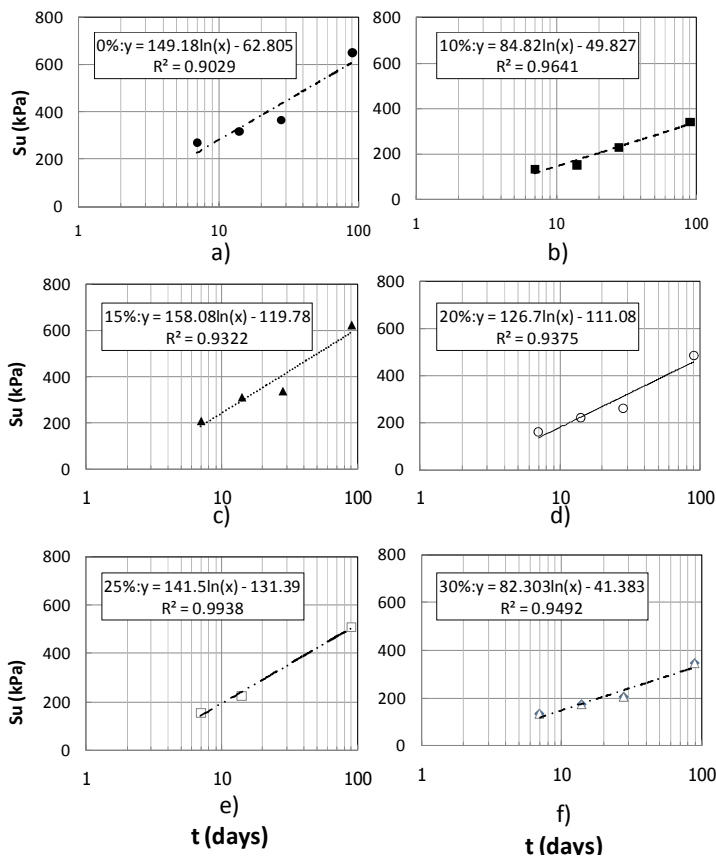 800
600
400
200
0
Su (kPa)
0%:y = 149.18ln(x) - 62.805
R² = 0.9029
1 10 100
a)
800
600
400
200
0
10%:y = 84.82ln(x) - 49.827
R² = 0.9641
1 10 100
b)
800
600
400
200
0
Su (kPa)
15%:y = 158.08ln(x) - 119.78
R² = 0.9322
1 10 100
c)
800
600
400
200
0
20%:y = 126.7ln(x) - 111.08
R² = 0.9375
1 10 100
d)
800
600
400
200
0
Su (kPa)
25%:y = 141.5ln(x) - 131.39
R² = 0.9938
1 10 100
e)
t (days)
800
600
400
200
0
30%:y = 82.303ln(x) - 41.383
R² = 0.9492
1 10 100
f)
t (days)